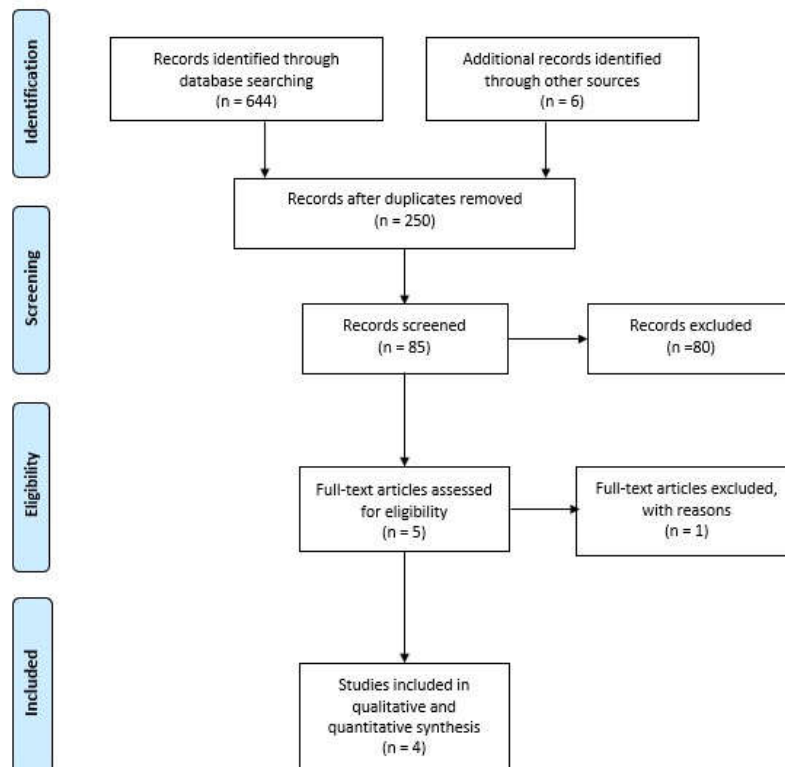 Identification
Records identified through
database searching
(n = 644)
Additional records identified
through other sources
(n = 6)
Records after duplicates removed
(n = 250)
Screening
Records screened
(n = 85)
Records excluded
(n =80)
Eligibility
Full-text articles assessed
for eligibility
(n = 5)
Full-text articles excluded,
with reasons
(n = 1)
Included
Studies included in
qualitative and
quantitative synthesis
(n = 4)